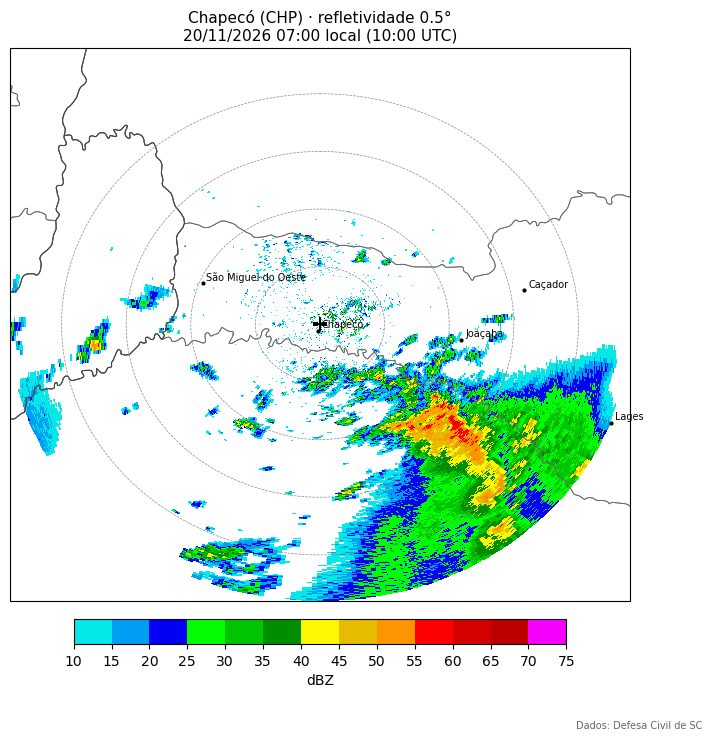 Chapecó (CHP) · refletividade 0.5°
20/11/2026 07:00 local (10:00 UTC)
São Miguel do Oeste
Caçador
Chapecó
Joaçaba
Lages
10 15 20 25 30 35 40 45 50 55 60 65 70 75
dBZ
Dados: Defesa Civil de SC